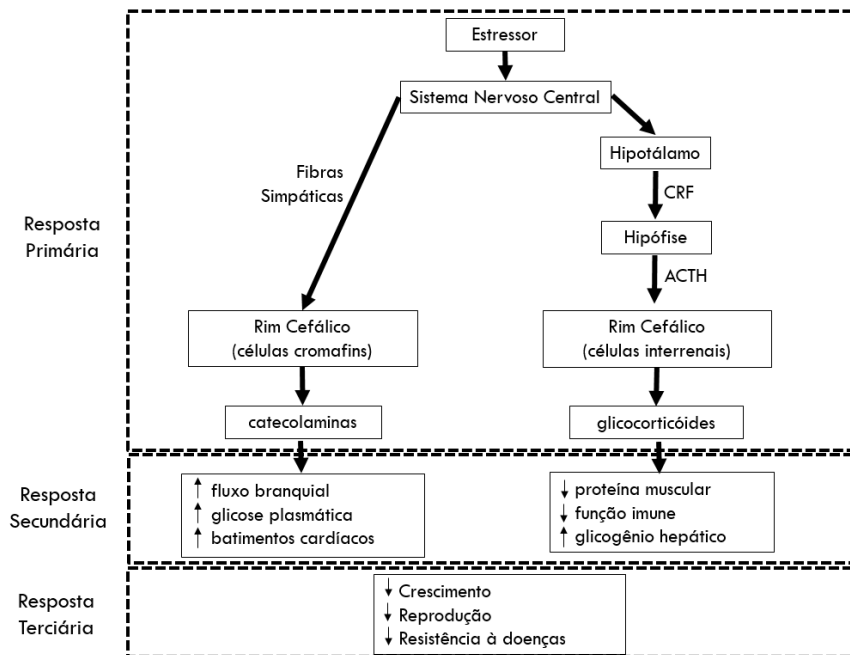 Estressor
Sistema Nervoso Central
Fibras
Simpáticas
Hipotálamo
CRF
Hipófise
ACTH
Resposta
Primária
Rim Cefálico
(células cromafins)
Rim Cefálico
(células interrenais)
catecolaminas
glicocorticóides
Resposta
Secundária
↑ fluxo branquial
↑ glicose plasmática
↑ batimentos cardíacos
↓ proteína muscular
↓ função imune
↑ glicogênio hepático
Resposta
Terciária
↓ Crescimento
↓ Reprodução
↓ Resistência à doenças